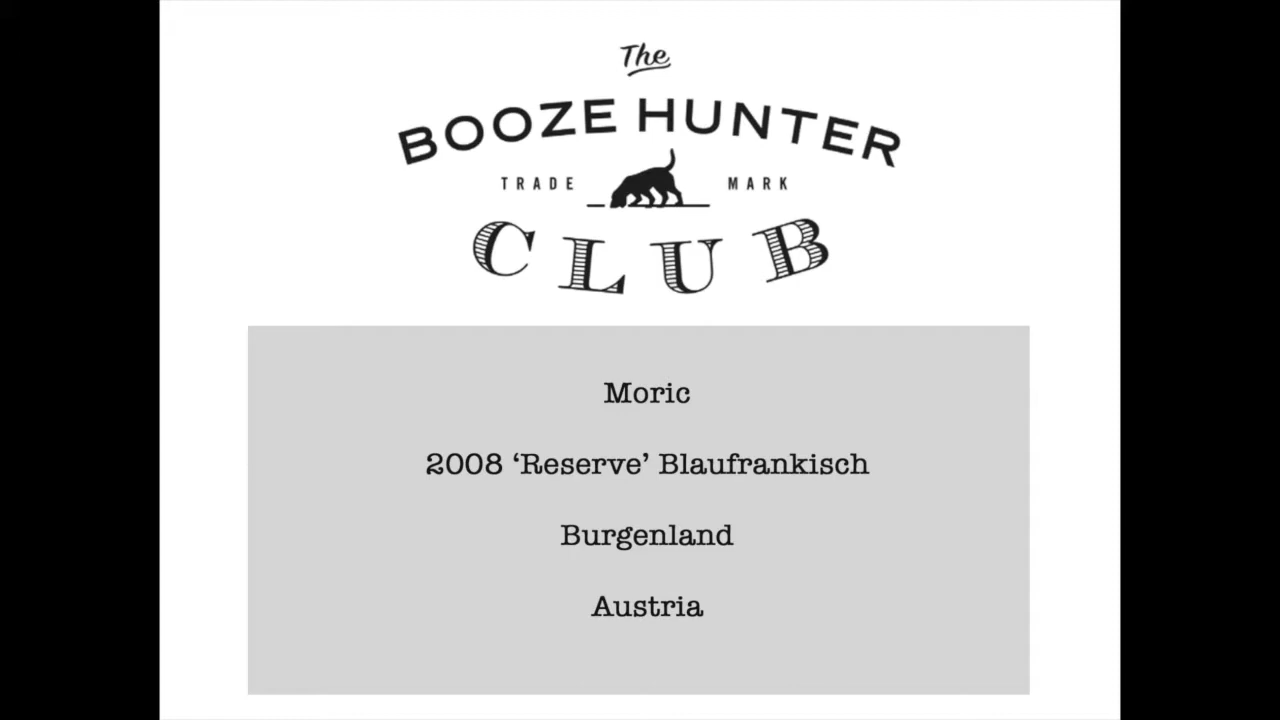 The
BOOZE HUNTER
TRADE MARK
CLUB
Moric
2008 ‘Reserve’ Blaufrankisch
Burgenland
Austria